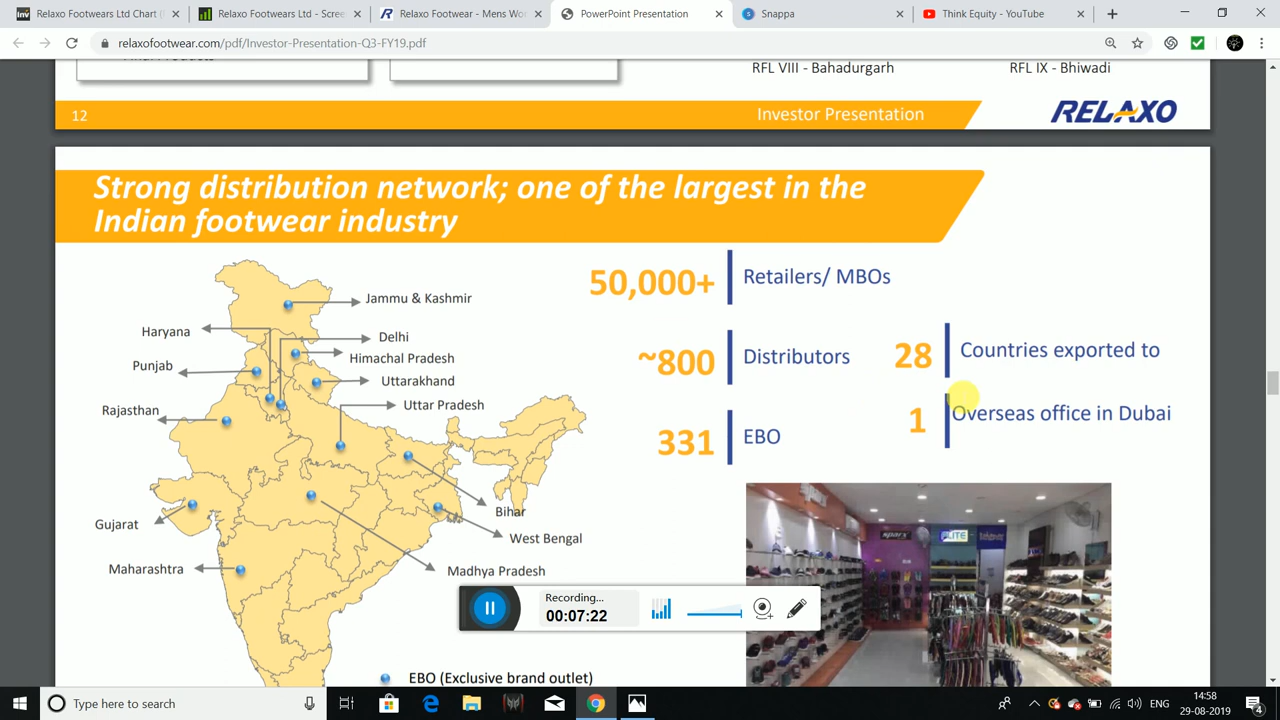 Relaxo Footwears Ltd Chart (
Relaxo Footwears Ltd - Scree
Relaxo Footwear - Mens Wo
PowerPoint Presentation
Snappa
Think Equity - YouTube
relaxofootwear.com/pdf/Investor-Presentation-Q3-FY19.pdf
RFL VIII - Bahadurgarh
RFL IX - Bhiwadi
12
Investor Presentation
RELAXO
Strong distribution network; one of the largest in the
Indian footwear industry
50,000+ Retailers/ MBOs
~800 Distributors
28 Countries exported to
1 Overseas office in Dubai
331 EBO
Jammu & Kashmir
Haryana
Delhi
Himachal Pradesh
Punjab
Uttarakhand
Uttar Pradesh
Rajasthan
Bihar
Gujarat
West Bengal
Maharashtra
Madhya Pradesh
sparx
FLITE
Recording...
00:07:22
EBO (Exclusive brand outlet)
Type here to search
ENG
14:58
29-08-2019
4